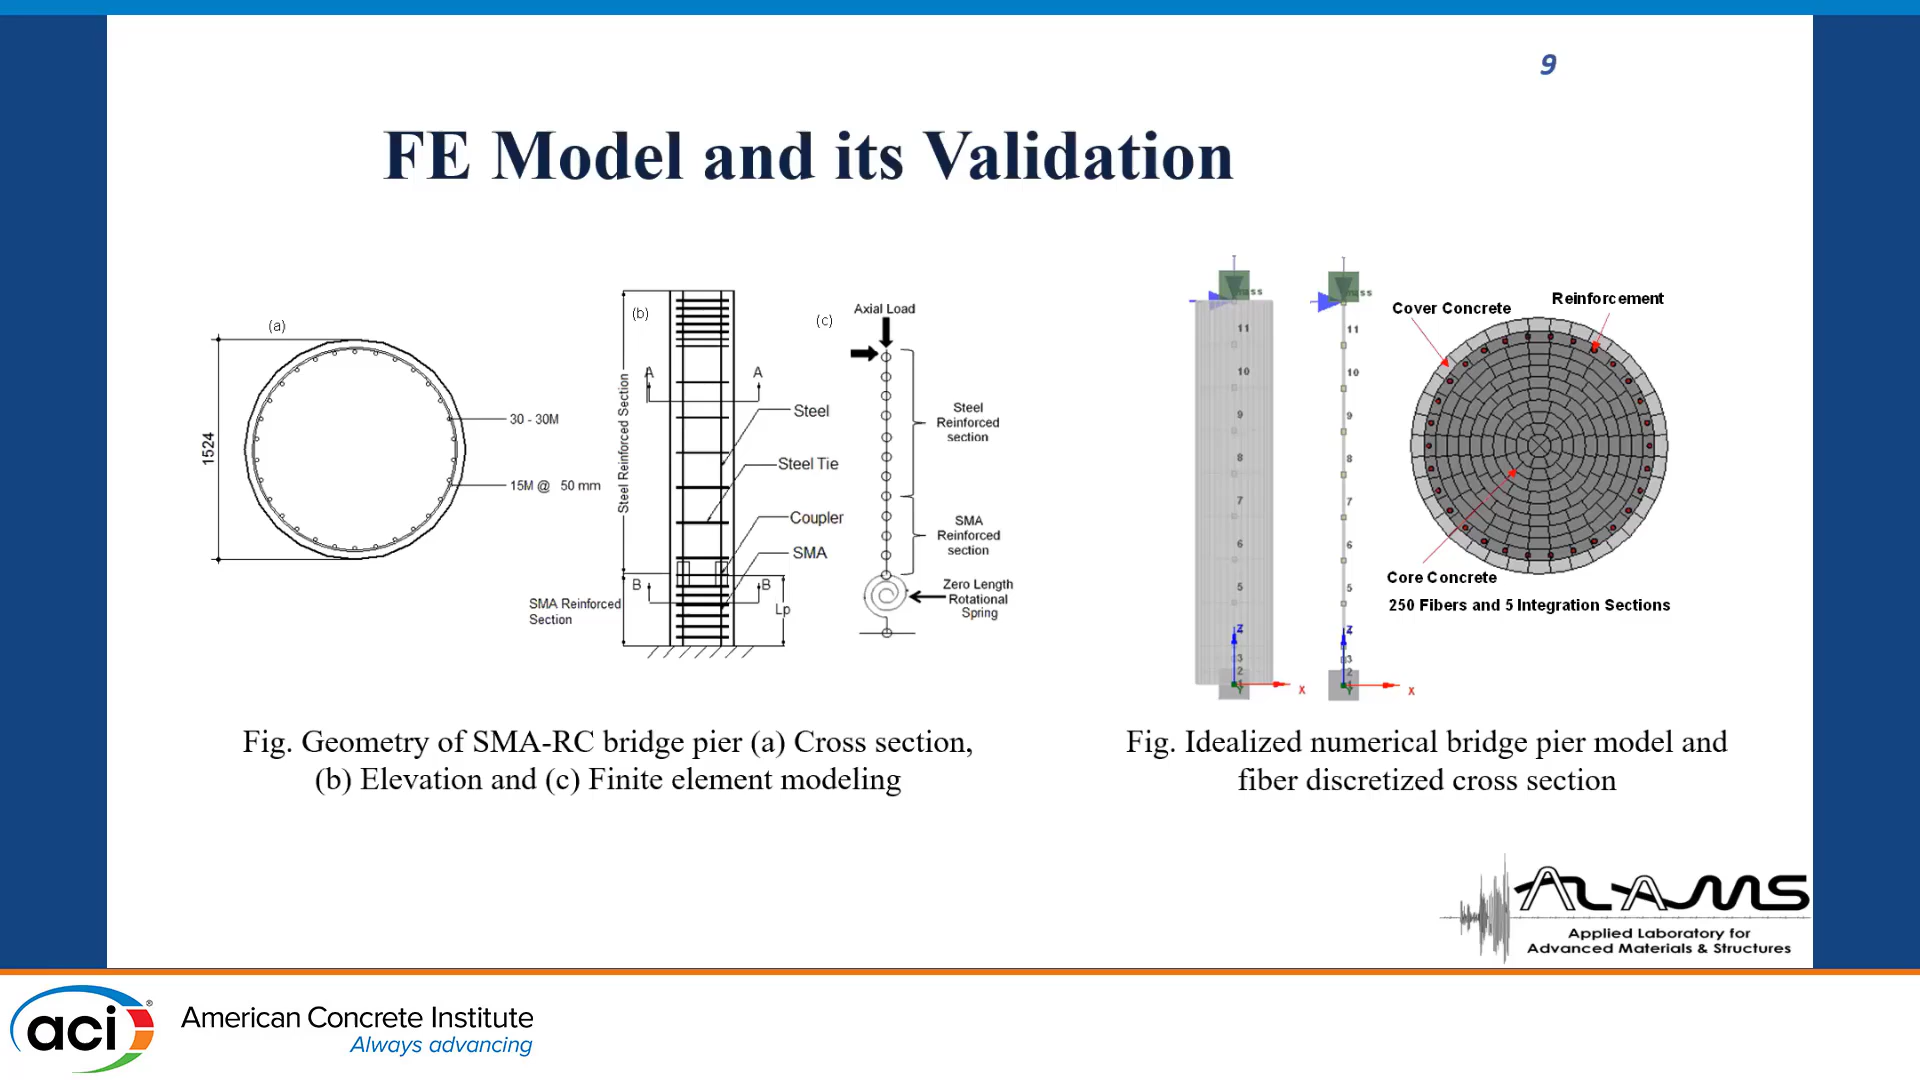 9
FE Model and its Validation
(a)
1524
30 - 30M
15M @ 50 mm
(b)
Steel Reinforced Section
A
A
Steel
Steel Tie
Coupler
SMA
B
B
Lp
SMA Reinforced
Section
(c)
Axial Load
Steel
Reinforced
section
SMA
Reinforced
section
Zero Length
Rotational
Spring
11
10
9
8
7
6
5
Z
3
2
X
11
10
9
8
7
6
5
Z
3
2
X
Cover Concrete
Reinforcement
Core Concrete
250 Fibers and 5 Integration Sections
Fig. Geometry of SMA-RC bridge pier (a) Cross section,
(b) Elevation and (c) Finite element modeling
Fig. Idealized numerical bridge pier model and
fiber discretized cross section
ALAMS
Applied Laboratory for
Advanced Materials & Structures
aci®
American Concrete Institute
Always advancing